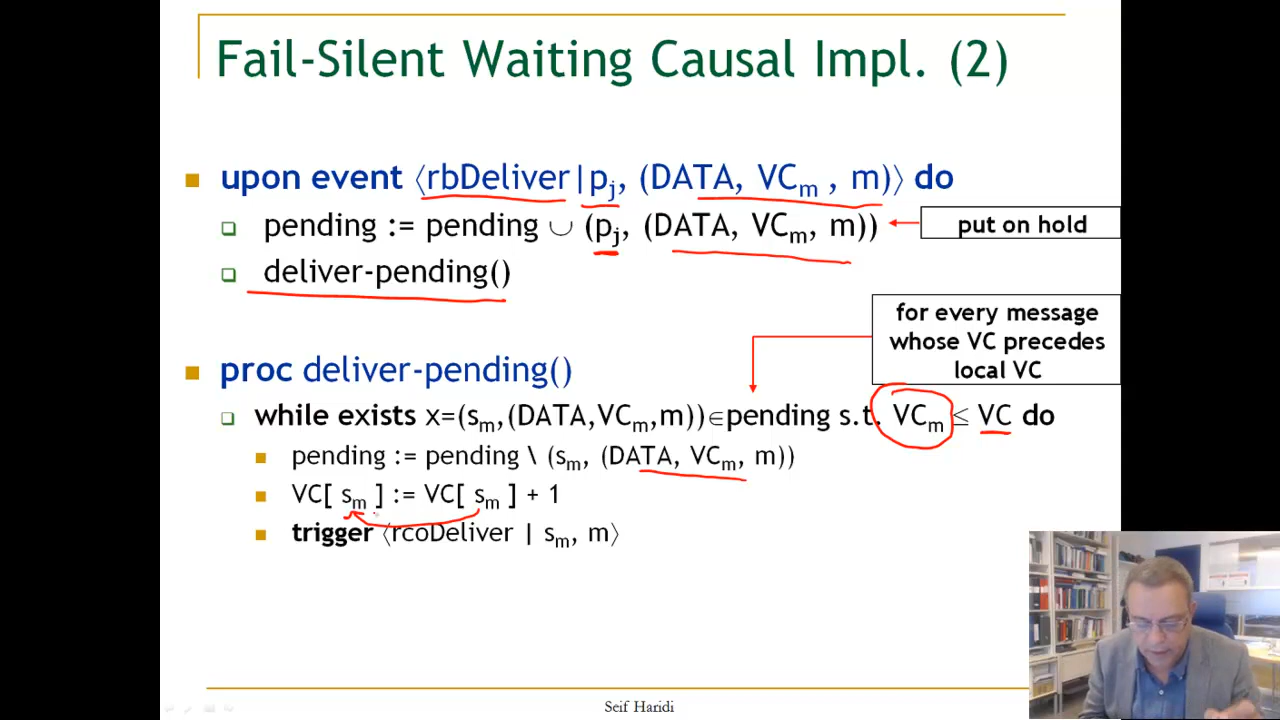 Fail-Silent Waiting Causal Impl. (2)
upon event ⟨rbDeliver|pⱼ, (DATA, VCₘ , m)⟩ do
pending := pending ∪ (pⱼ, (DATA, VCₘ, m))
put on hold
deliver-pending()
for every message
whose VC precedes
local VC
proc deliver-pending()
while exists x=(sₘ,(DATA,VCₘ,m))∈pending s.t. VCₘ ≤ VC do
pending := pending \ (sₘ, (DATA, VCₘ, m))
VC[ sₘ ] := VC[ sₘ ] + 1
trigger ⟨rcoDeliver | sₘ, m⟩
Seif Haridi